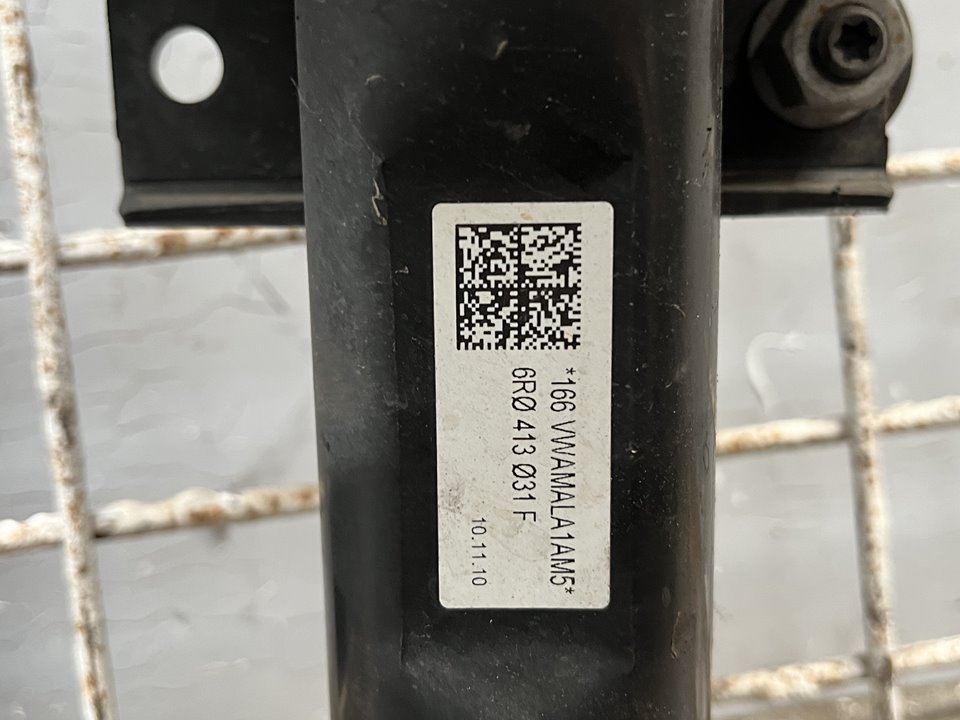 *166 VWAMALA1AM5*
6RØ 413 Ø31 F
10.11.10